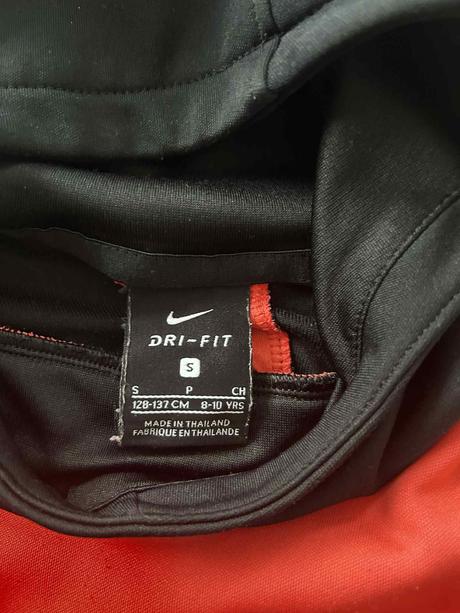 DRI-FIT
S
S P CH
128-137 CM 8-10 YRS
MADE IN THAILAND
FABRIQUE EN THAILANDE